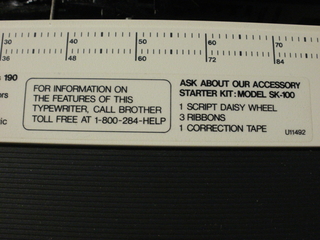 30 40 50 60 70
36 48 60 72 84
190
FOR INFORMATION ON
THE FEATURES OF THIS
TYPEWRITER, CALL BROTHER
TOLL FREE AT 1-800-284-HELP
ASK ABOUT OUR ACCESSORY
STARTER KIT: MODEL SK-100
1 SCRIPT DAISY WHEEL
3 RIBBONS
1 CORRECTION TAPE
U11492